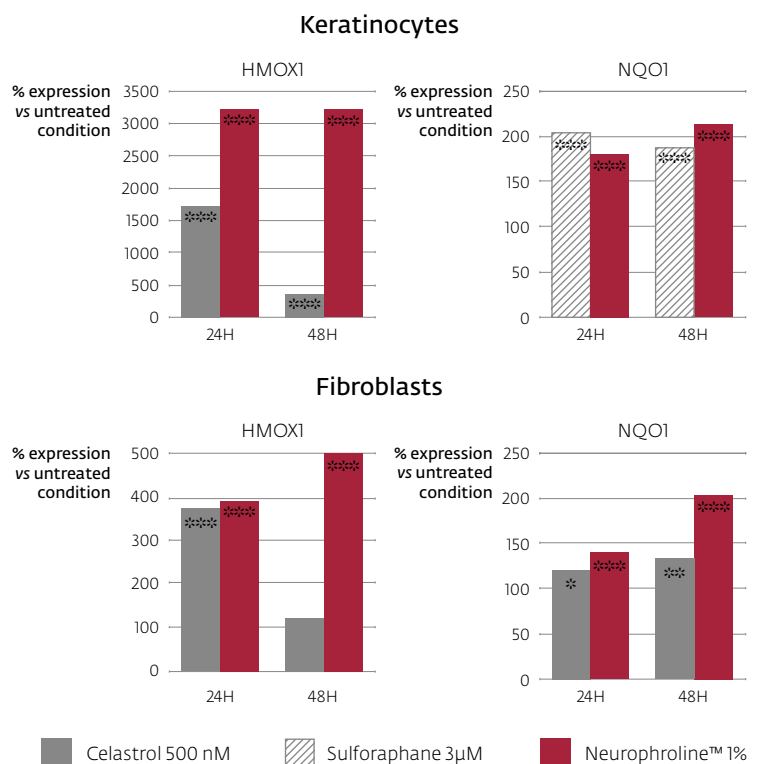 Keratinocytes
HMOX1
% expression
vs untreated
condition
3500
3000
2500
2000
1500
1000
500
0
✲✲✲
✲✲✲
✲✲✲
✲✲✲
24H
48H
NQO1
% expression
vs untreated
condition
250
200
150
100
50
0
✲✲✲
✲✲✲
✲✲✲
✲✲✲
24H
48H
Fibroblasts
HMOX1
% expression
vs untreated
condition
500
400
300
200
100
0
✲✲✲
✲✲✲
✲✲✲
24H
48H
NQO1
% expression
vs untreated
condition
250
200
150
100
50
0
✲
✲✲✲
✲✲
✲✲✲
24H
48H
Celastrol 500 nM
Sulforaphane 3µM
Neurophroline™ 1%